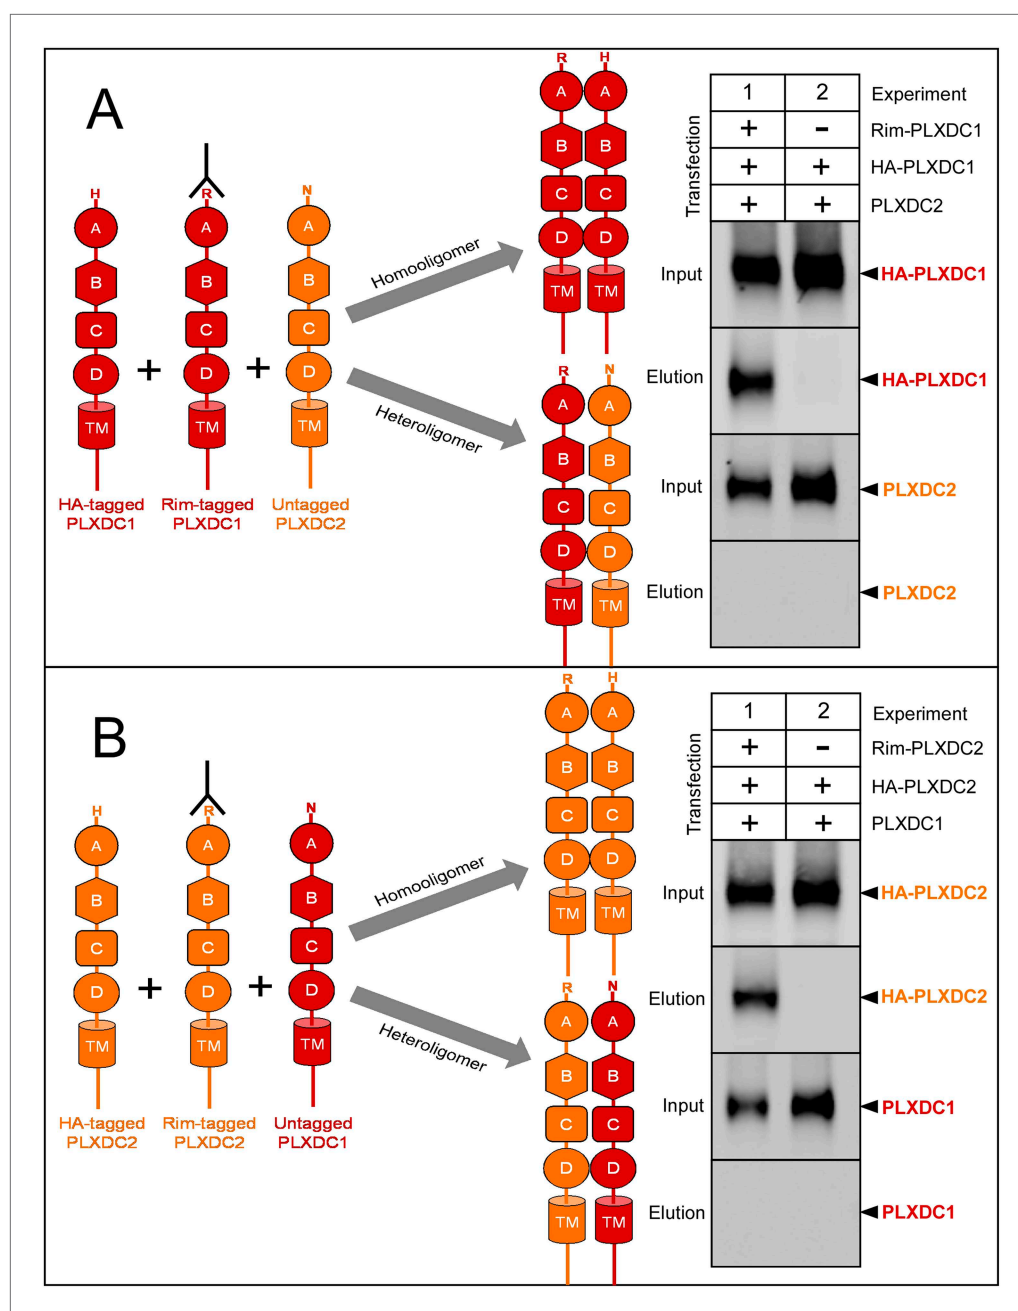 A
H
R
N
A
A
A
B
B
B
C
C
C
D + D + D
TM
TM
TM
HA-tagged PLXDC1
Rim-tagged PLXDC1
Untagged PLXDC2
Homooligomer
Heteroligomer
R H
A A
B B
C C
D D
TM TM
R N
A A
B B
C C
D D
TM TM
Transfection
1 2 Experiment
+ - Rim-PLXDC1
+ + HA-PLXDC1
+ + PLXDC2
Input HA-PLXDC1
Elution HA-PLXDC1
Input PLXDC2
Elution PLXDC2
B
H
R
N
A
A
A
B
B
B
C
C
C
D + D + D
TM
TM
TM
HA-tagged PLXDC2
Rim-tagged PLXDC2
Untagged PLXDC1
Homooligomer
Heteroligomer
R H
A A
B B
C C
D D
TM TM
R N
A A
B B
C C
D D
TM TM
Transfection
1 2 Experiment
+ - Rim-PLXDC2
+ + HA-PLXDC2
+ + PLXDC1
Input HA-PLXDC2
Elution HA-PLXDC2
Input PLXDC1
Elution PLXDC1